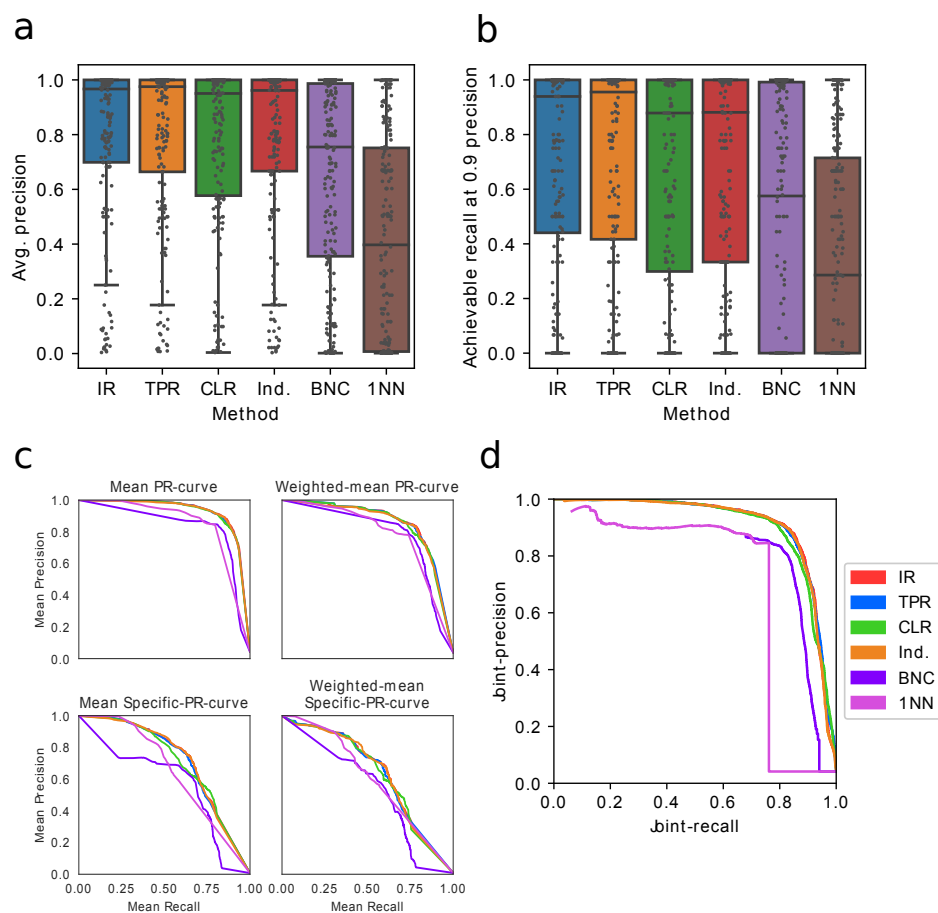 a
1.0
0.8
0.6
0.4
0.2
0.0
Avg. precision
IR TPR CLR Ind. BNC 1NN
Method
b
1.0
0.8
0.6
0.4
0.2
0.0
Achievable recall at 0.9 precision
IR TPR CLR Ind. BNC 1NN
Method
c
Mean PR-curve
Weighted-mean PR-curve
1.0
0.8
0.6
0.4
0.2
0.0
Mean Precision
Mean Specific-PR-curve
Weighted-mean
Specific-PR-curve
1.0
0.8
0.6
0.4
0.2
0.0
Mean Precision
0.00 0.25 0.50 0.75 1.00
Mean Recall
0.00 0.25 0.50 0.75 1.00
Mean Recall
d
1.0
0.8
0.6
0.4
0.2
0.0
Joint-precision
0.0 0.2 0.4 0.6 0.8 1.0
Joint-recall
IR
TPR
CLR
Ind.
BNC
1NN